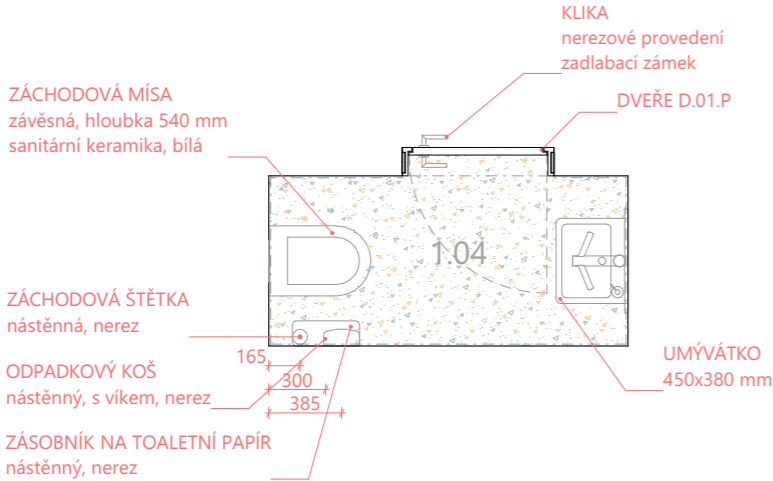 KLIKA
nerezové provedení
zadlabací zámek
ZÁCHODOVÁ MÍSA
závěsná, hloubka 540 mm
sanitární keramika, bílá
DVEŘE D.01.P
1.04
ZÁCHODOVÁ ŠTĚTKA
nástěnná, nerez
165
ODPADKOVÝ KOŠ
nástěnný, s víkem, nerez
300
385
UMÝVÁTKO
450x380 mm
ZÁSOBNÍK NA TOALETNÍ PAPÍR
nástěnný, nerez